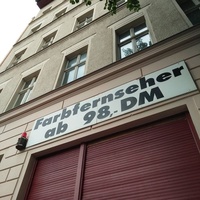 Farbfernseher
ab 98,- DM